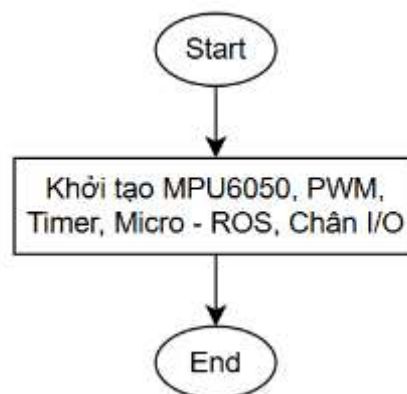 Start
Khởi tạo MPU6050, PWM,
Timer, Micro - ROS, Chân I/O
End